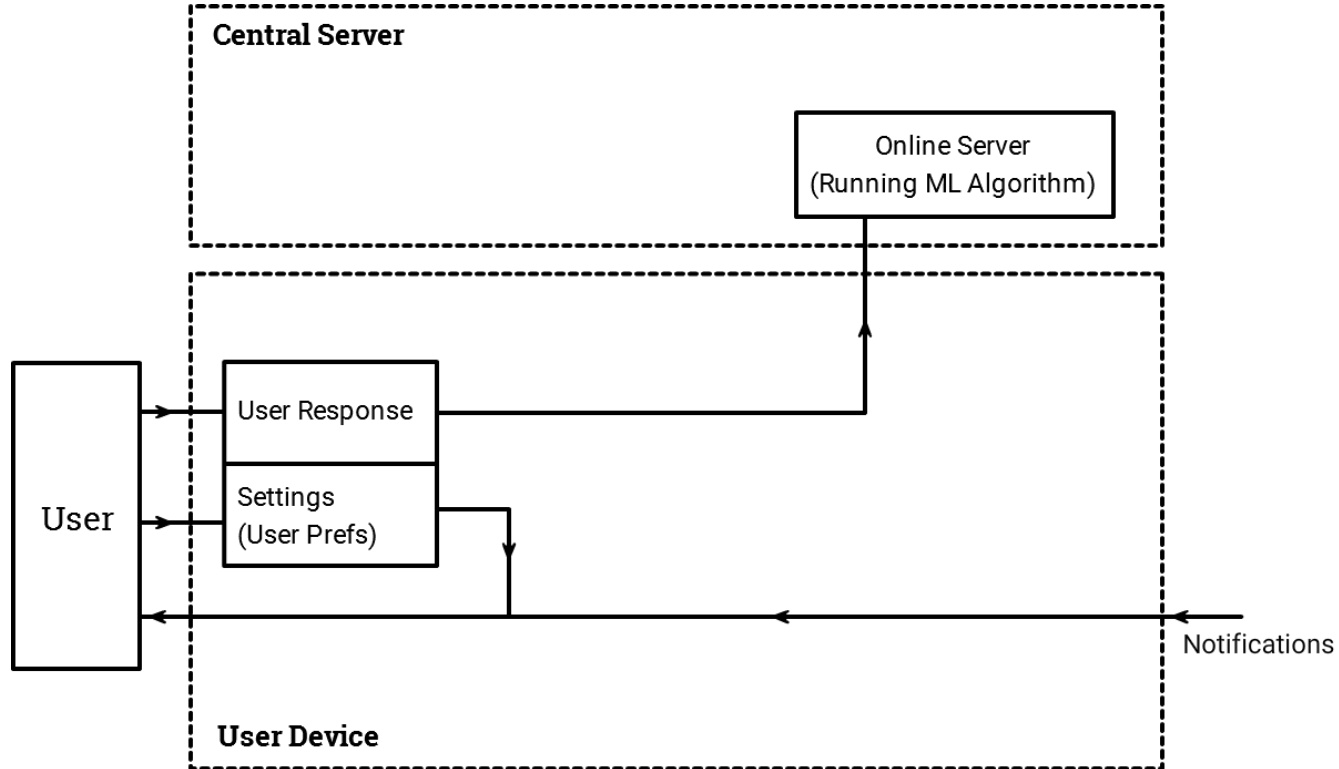 Central Server
Online Server
(Running ML Algorithm)
User Response
Settings
(User Prefs)
User
Notifications
User Device